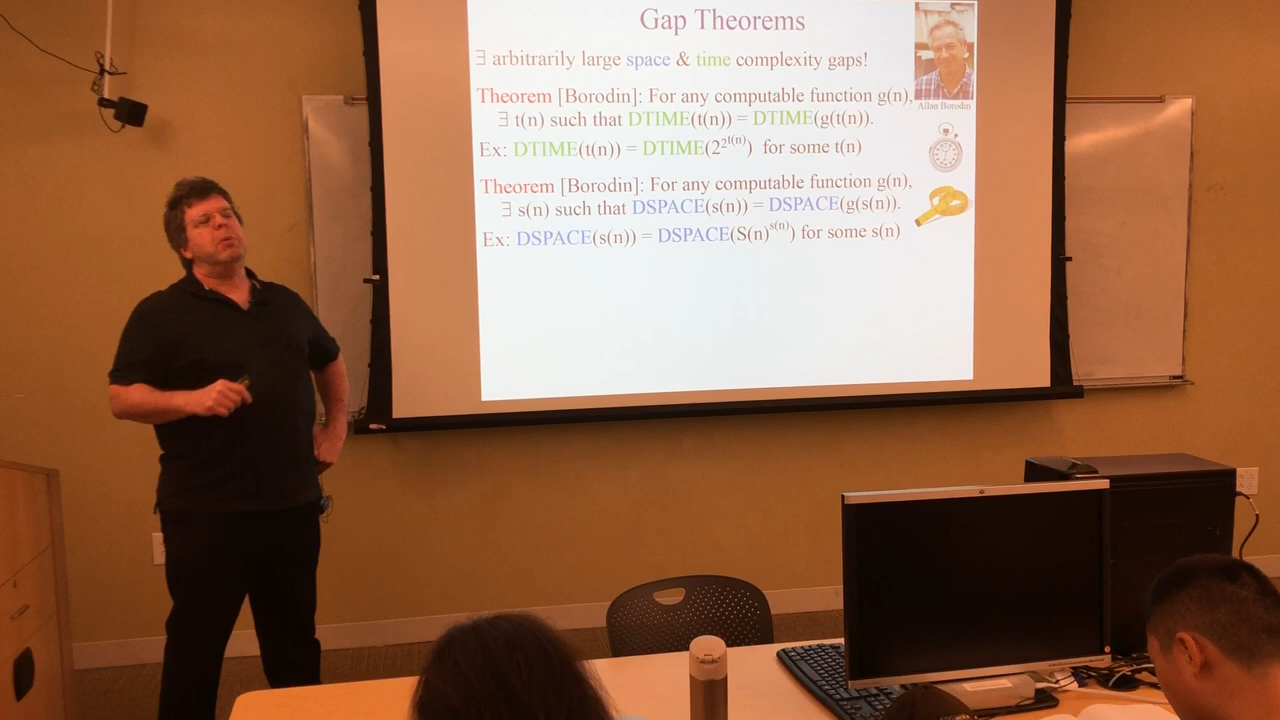 Gap Theorems
∃ arbitrarily large space & time complexity gaps!
Allan Borodin
Theorem [Borodin]: For any computable function g(n),
∃ t(n) such that DTIME(t(n)) = DTIME(g(t(n)).
Ex: DTIME(t(n)) = DTIME(2^2^t(n)) for some t(n)
Theorem [Borodin]: For any computable function g(n),
∃ s(n) such that DSPACE(s(n)) = DSPACE(g(s(n)).
Ex: DSPACE(s(n)) = DSPACE(S(n)^s(n)) for some s(n)